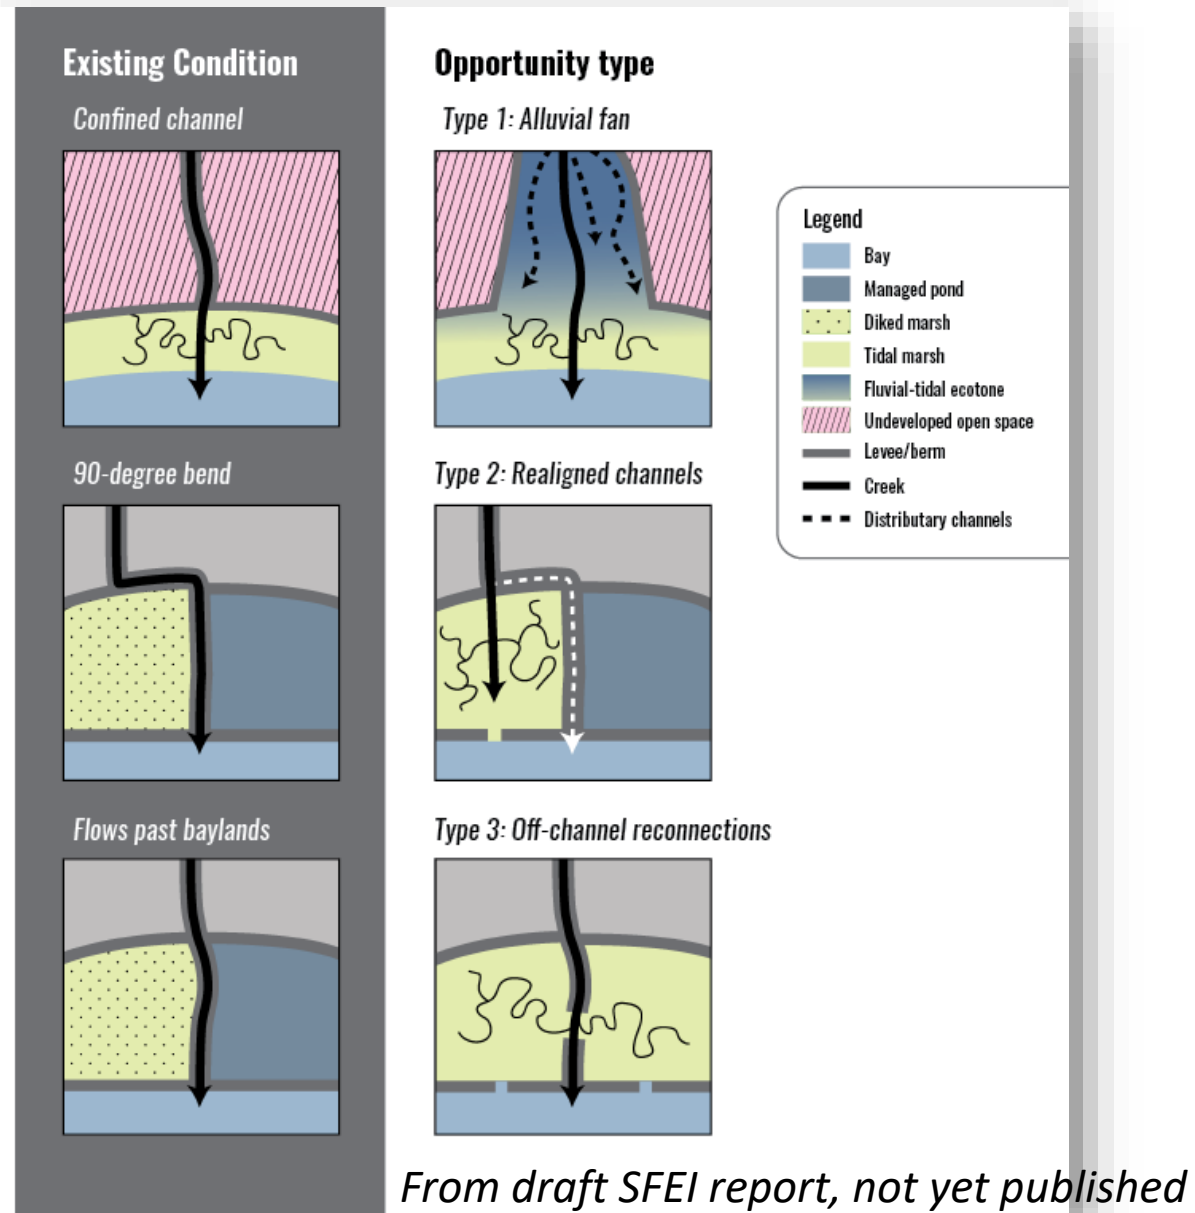 Existing Condition
Opportunity type
Confined channel
Type 1: Alluvial fan
Legend
Bay
Managed pond
Diked marsh
Tidal marsh
Fluvial-tidal ecotone
Undeveloped open space
Levee/berm
Creek
Distributary channels
90-degree bend
Type 2: Realigned channels
Flows past baylands
Type 3: Off-channel reconnections
From draft SFEI report, not yet published